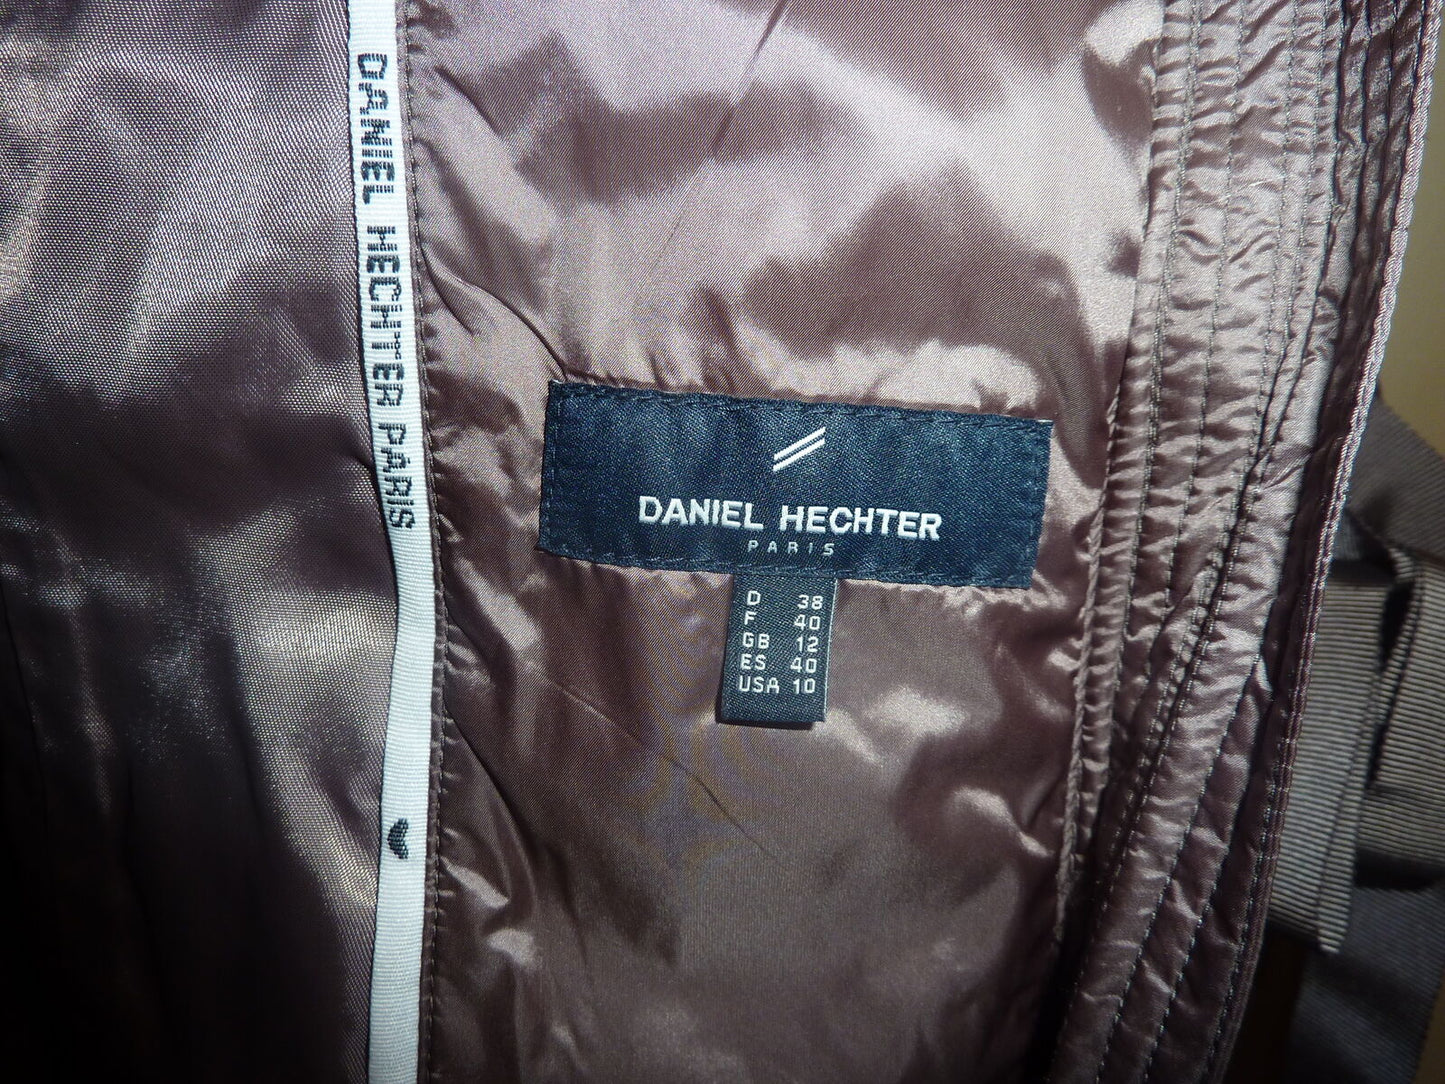 DANIEL HECHTER PARIS
DANIEL HECHTER
PARIS
D 38
F 40
GB 12
ES 40
USA 10